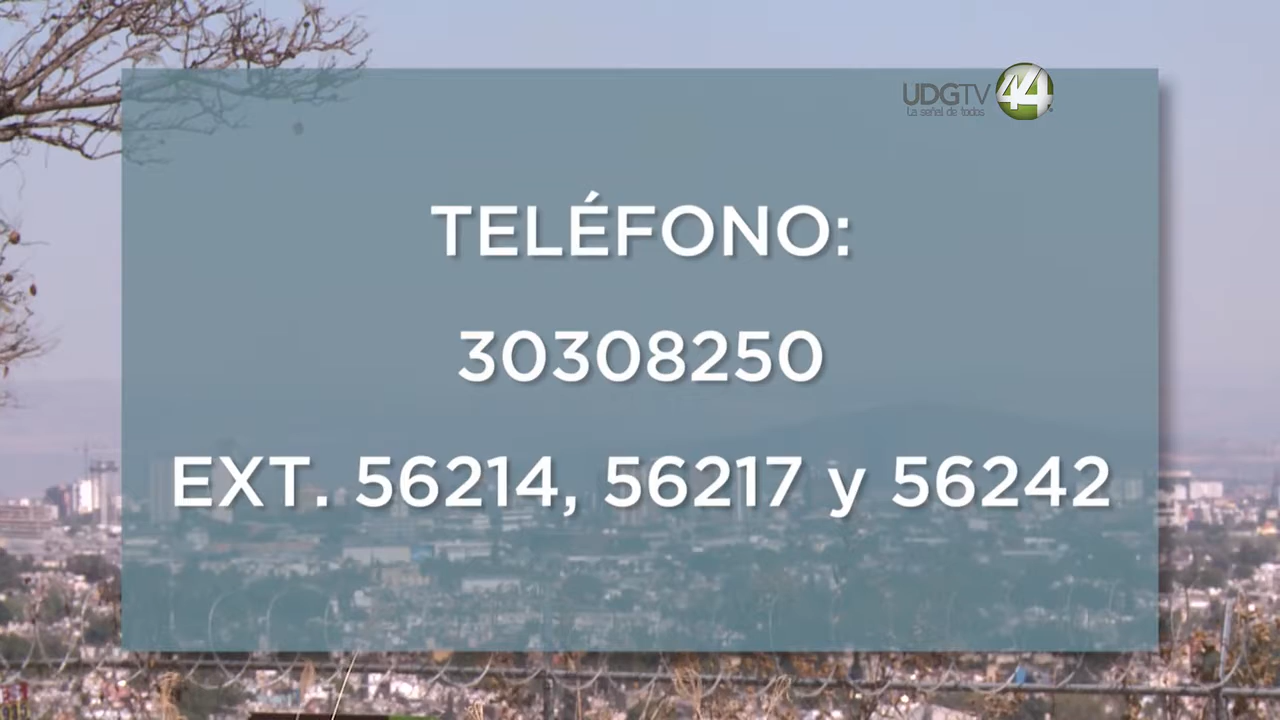 UDGTV 44
La señal de todos
TELÉFONO:
30308250
EXT. 56214, 56217 y 56242